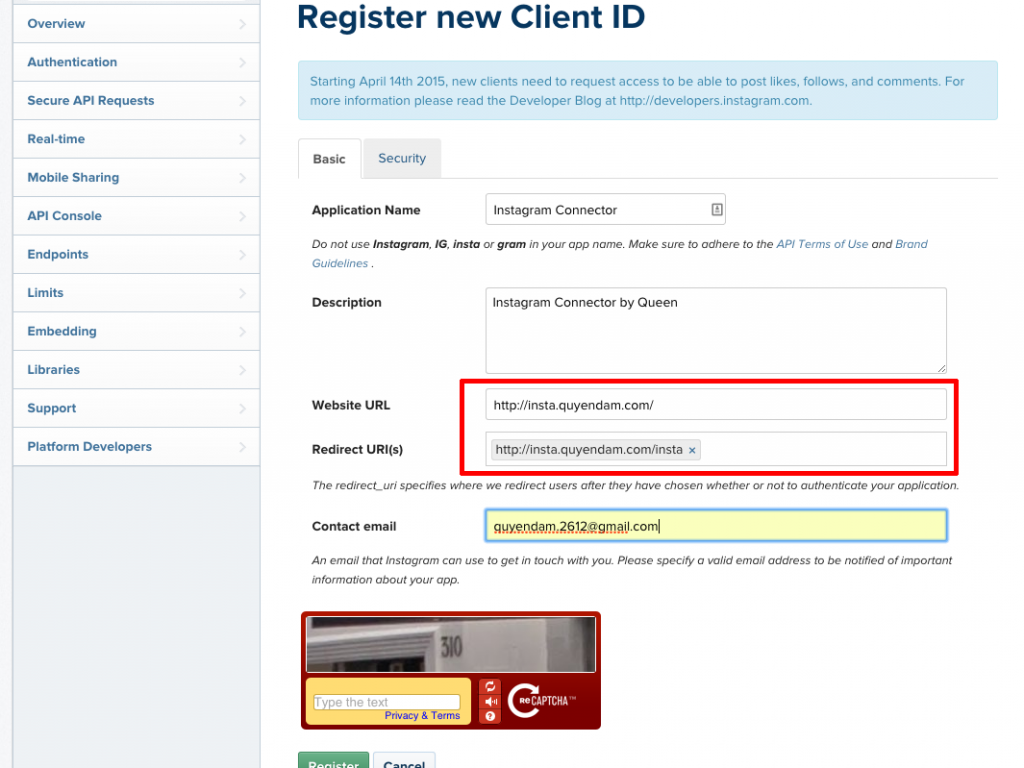 Overview
Authentication
Secure API Requests
Real-time
Mobile Sharing
API Console
Endpoints
Limits
Embedding
Libraries
Support
Platform Developers
Register new Client ID
Starting April 14th 2015, new clients need to request access to be able to post likes, follows, and comments. For
more information please read the Developer Blog at http://developers.instagram.com.
Basic Security
Application Name Instagram Connector
Do not use Instagram, IG, insta or gram in your app name. Make sure to adhere to the API Terms of Use and Brand
Guidelines .
Description Instagram Connector by Queen
Website URL http://insta.quyendam.com/
Redirect URI(s) http://insta.quyendam.com/insta ×
The redirect_uri specifies where we redirect users after they have chosen whether or not to authenticate your application.
Contact email quyendam.2612@gmail.com
An email that Instagram can use to get in touch with you. Please specify a valid email address to be notified of important
information about your app.
310
Type the text
Privacy & Terms
reCAPTCHA™
Register Cancel